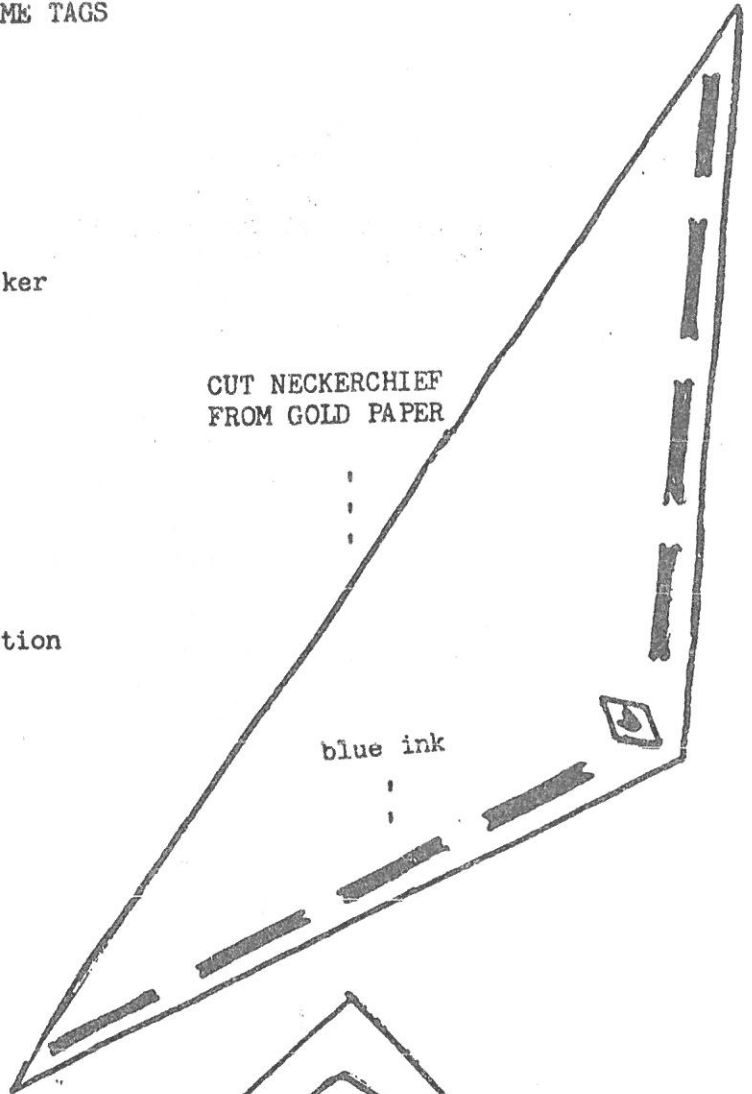 ME TAGS
ker
CUT NECKERCHIEF
FROM GOLD PAPER
tion
blue ink